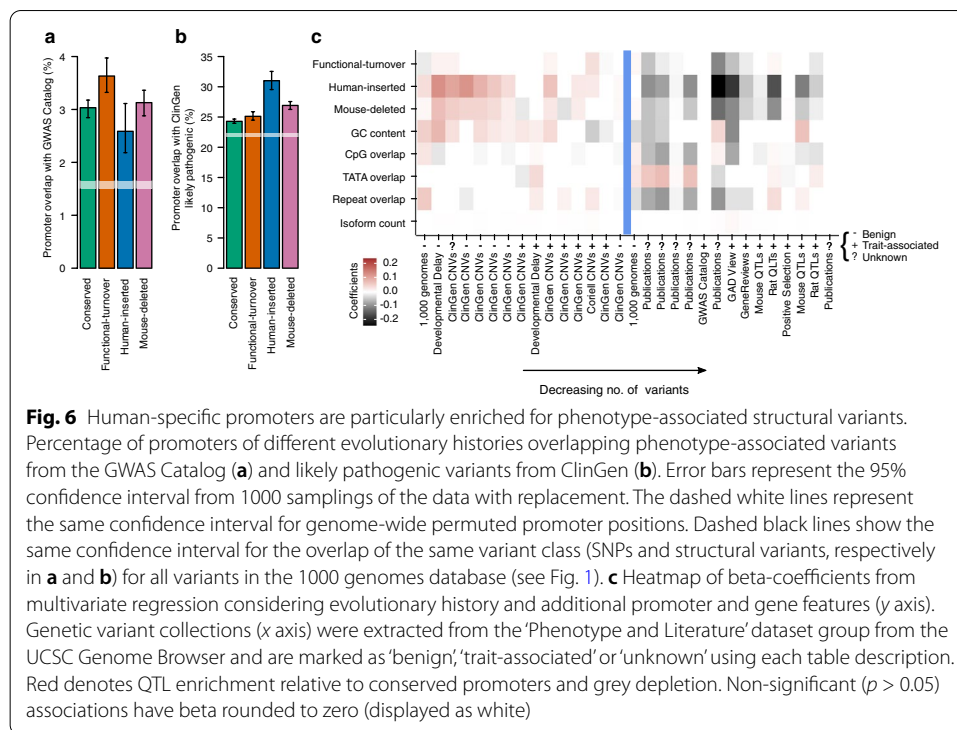 a
b
c
Promoter overlap with GWAS Catalog (%)
4
3
2
1
0
Conserved
Functional-turnover
Human-inserted
Mouse-deleted
Promoter overlap with ClinGen
likely pathogenic (%)
35
30
25
20
15
10
5
0
Conserved
Functional-turnover
Human-inserted
Mouse-deleted
Functional-turnover
Human-inserted
Mouse-deleted
GC content
CpG overlap
TATA overlap
Repeat overlap
Isoform count
Coefficients
0.2
0.1
0.0
-0.1
-0.2
- - ? - - - - + + + + + + - - ? ? ? ? + ? + + + + + + + ?
{ - Benign
+ Trait-associated
? Unknown
1,000 genomes
Developmental Delay
ClinGen CNVs
ClinGen CNVs
ClinGen CNVs
ClinGen CNVs
ClinGen CNVs
ClinGen CNVs
Developmental Delay
ClinGen CNVs
ClinGen CNVs
Coriell CNVs
ClinGen CNVs
ClinGen CNVs
1,000 genomes
Publications
Publications
Publications
Publications
GWAS Catalog
Publications
GAD View
GeneReviews
Mouse QTLs
Rat QLTs
Positive Selection
Mouse QTLs
Rat QTLs
Publications
Decreasing no. of variants
Fig. 6 Human-specific promoters are particularly enriched for phenotype-associated structural variants.
Percentage of promoters of different evolutionary histories overlapping phenotype-associated variants
from the GWAS Catalog (a) and likely pathogenic variants from ClinGen (b). Error bars represent the 95%
confidence interval from 1000 samplings of the data with replacement. The dashed white lines represent
the same confidence interval for genome-wide permuted promoter positions. Dashed black lines show the
same confidence interval for the overlap of the same variant class (SNPs and structural variants, respectively
in a and b) for all variants in the 1000 genomes database (see Fig. 1). c Heatmap of beta-coefficients from
multivariate regression considering evolutionary history and additional promoter and gene features (y axis).
Genetic variant collections (x axis) were extracted from the 'Phenotype and Literature' dataset group from the
UCSC Genome Browser and are marked as 'benign', 'trait-associated' or 'unknown' using each table description.
Red denotes QTL enrichment relative to conserved promoters and grey depletion. Non-significant (p > 0.05)
associations have beta rounded to zero (displayed as white)